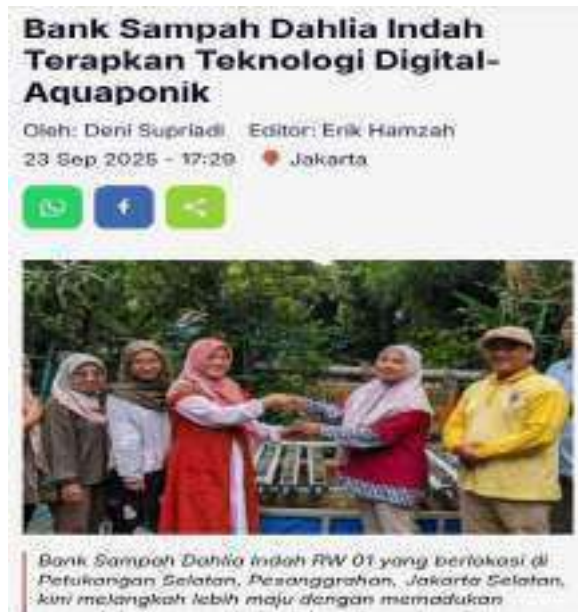 Bank Sampah Dahlia Indah
Terapkan Teknologi Digital-
Aquaponik
Oleh: Deni Supriadi Editor: Erik Hamzah
23 Sep 2025 - 17:29 Jakarta
Bank Sampah Dahlia Indah RW 01 yang berlokasi di
Petukangan Selatan, Pesanggrahan, Jakarta Selatan,
kini melangkah lebih maju dengan memadukan